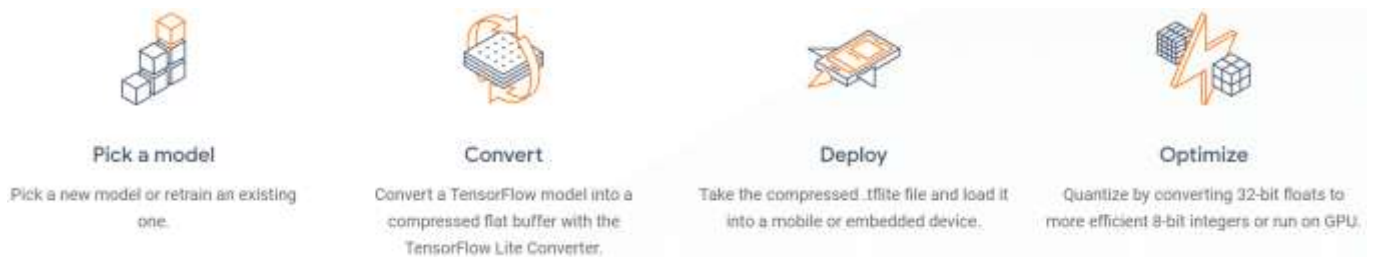 Pick a model
Pick a new model or retrain an existing
one.
Convert
Convert a TensorFlow model into a
compressed flat buffer with the
TensorFlow Lite Converter.
Deploy
Take the compressed .tflite file and load it
into a mobile or embedded device.
Optimize
Quantize by converting 32-bit floats to
more efficient 8-bit integers or run on GPU.